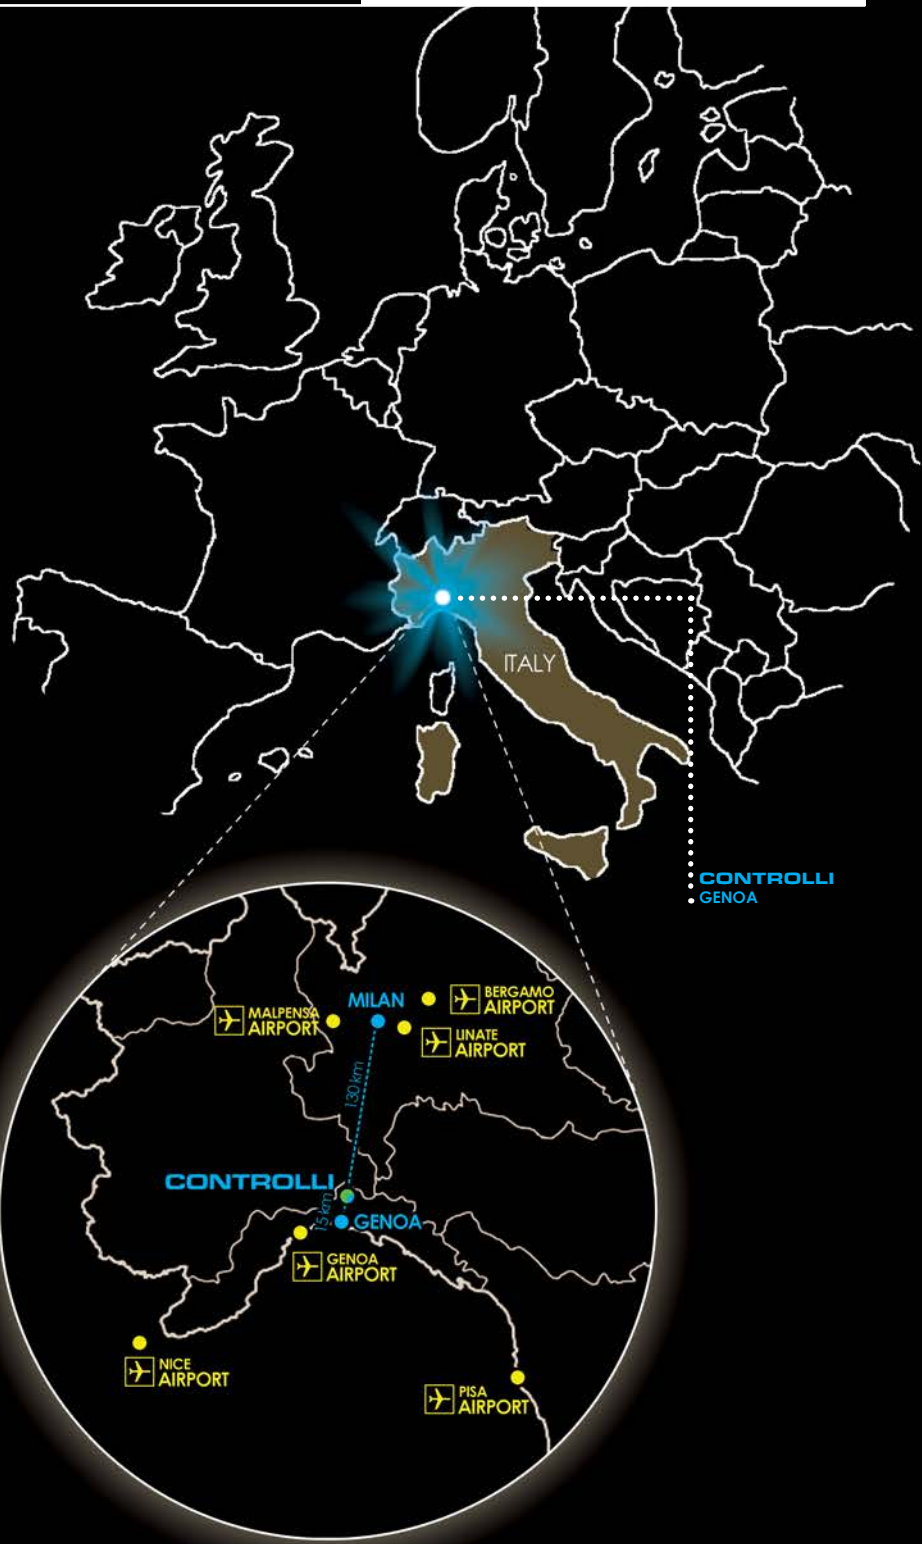 ITALY
CONTROLLI
GENOA
MILAN
BERGAMO
AIRPORT
MALPENSA
AIRPORT
LINATE
AIRPORT
130 km
CONTROLLI
15 km
GENOA
GENOA
AIRPORT
NICE
AIRPORT
PISA
AIRPORT